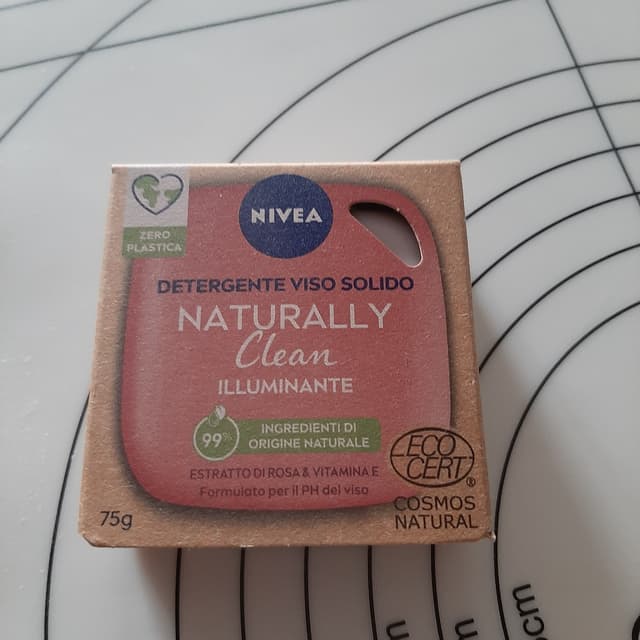 ZERO
PLASTICA
NIVEA
DETERGENTE VISO SOLIDO
NATURALLY
Clean
ILLUMINANTE
99%
INGREDIENTI DI
ORIGINE NATURALE
ESTRATTO DI ROSA & VITAMINA E
Formulato per il PH del viso
ECO
CERT®
COSMOS
NATURAL
75g
cm